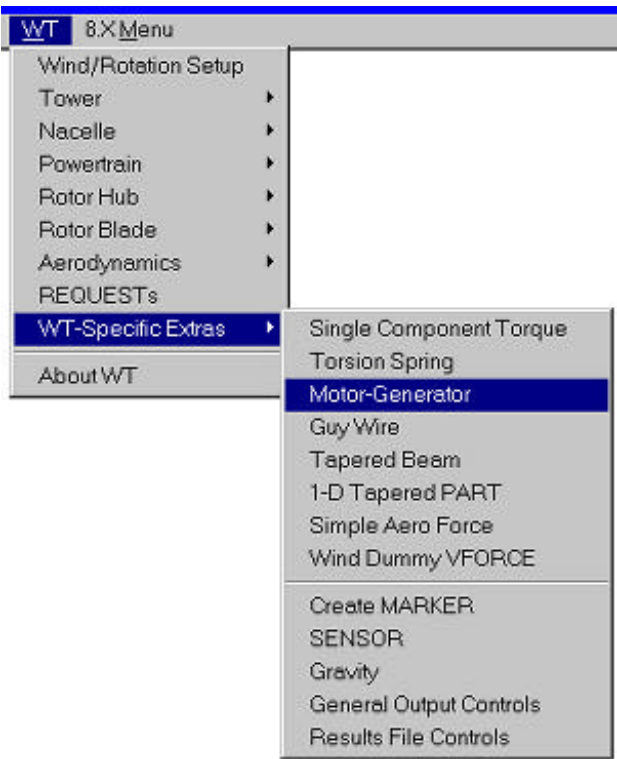 WT 8.X Menu
Wind/Rotation Setup
Tower
Nacelle
Powertrain
Rotor Hub
Rotor Blade
Aerodynamics
REQUESTs
WT-Specific Extras
About WT
Single Component Torque
Torsion Spring
Motor-Generator
Guy Wire
Tapered Beam
1-D Tapered PART
Simple Aero Force
Wind Dummy VFORCE
Create MARKER
SENSOR
Gravity
General Output Controls
Results File Controls